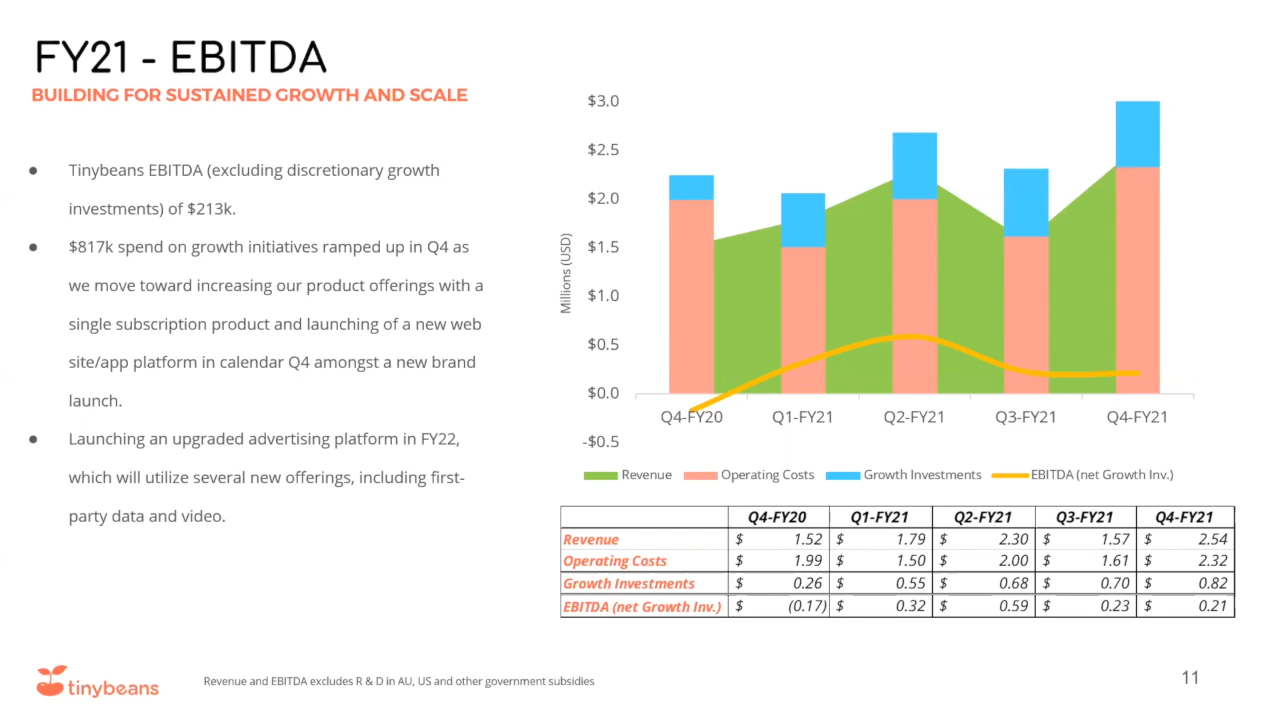 FY21 - EBITDA
BUILDING FOR SUSTAINED GROWTH AND SCALE
● Tinybeans EBITDA (excluding discretionary growth
investments) of $213k.
● $817k spend on growth initiatives ramped up in Q4 as
we move toward increasing our product offerings with a
single subscription product and launching of a new web
site/app platform in calendar Q4 amongst a new brand
launch.
● Launching an upgraded advertising platform in FY22,
which will utilize several new offerings, including first-
party data and video.
Millions (USD)
$3.0
$2.5
$2.0
$1.5
$1.0
$0.5
$0.0
-$0.5
Q4-FY20 Q1-FY21 Q2-FY21 Q3-FY21 Q4-FY21
Revenue Operating Costs Growth Investments EBITDA (net Growth Inv.)
Q4-FY20 Q1-FY21 Q2-FY21 Q3-FY21 Q4-FY21
Revenue $ 1.52 $ 1.79 $ 2.30 $ 1.57 $ 2.54
Operating Costs $ 1.99 $ 1.50 $ 2.00 $ 1.61 $ 2.32
Growth Investments $ 0.26 $ 0.55 $ 0.68 $ 0.70 $ 0.82
EBITDA (net Growth Inv.) $ (0.17) $ 0.32 $ 0.59 $ 0.23 $ 0.21
tinybeans
Revenue and EBITDA excludes R & D in AU, US and other government subsidies
11